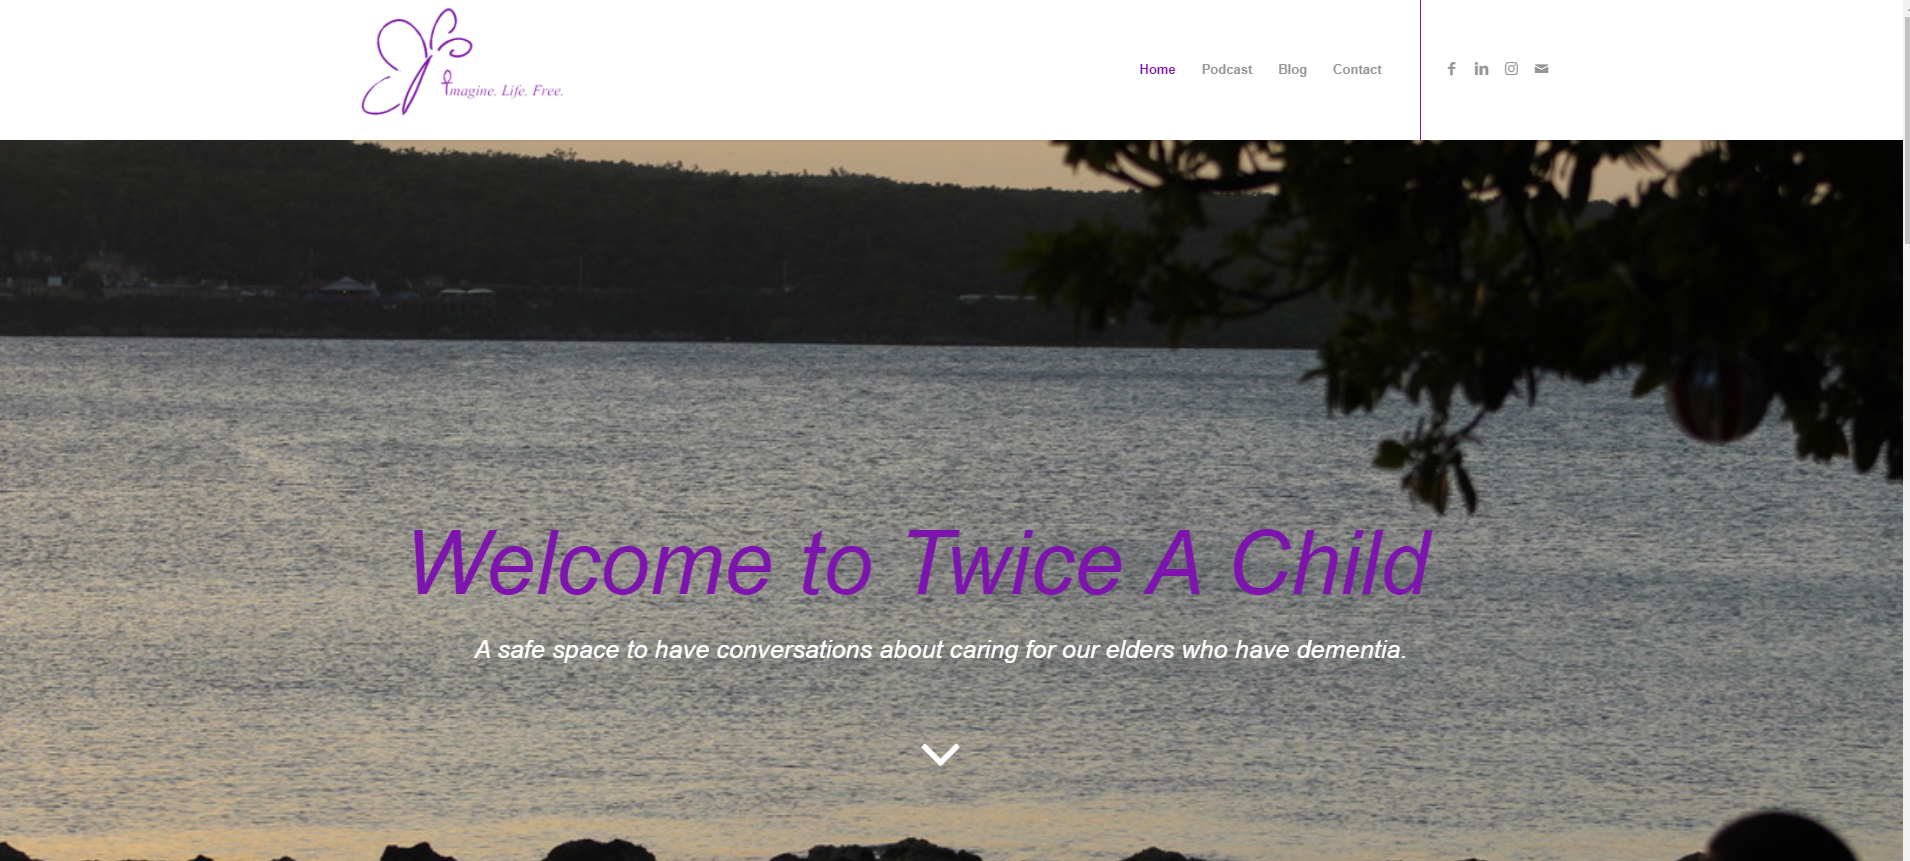 Imagine. Life. Free.
Home Podcast Blog Contact
Welcome to Twice A Child
A safe space to have conversations about caring for our elders who have dementia.